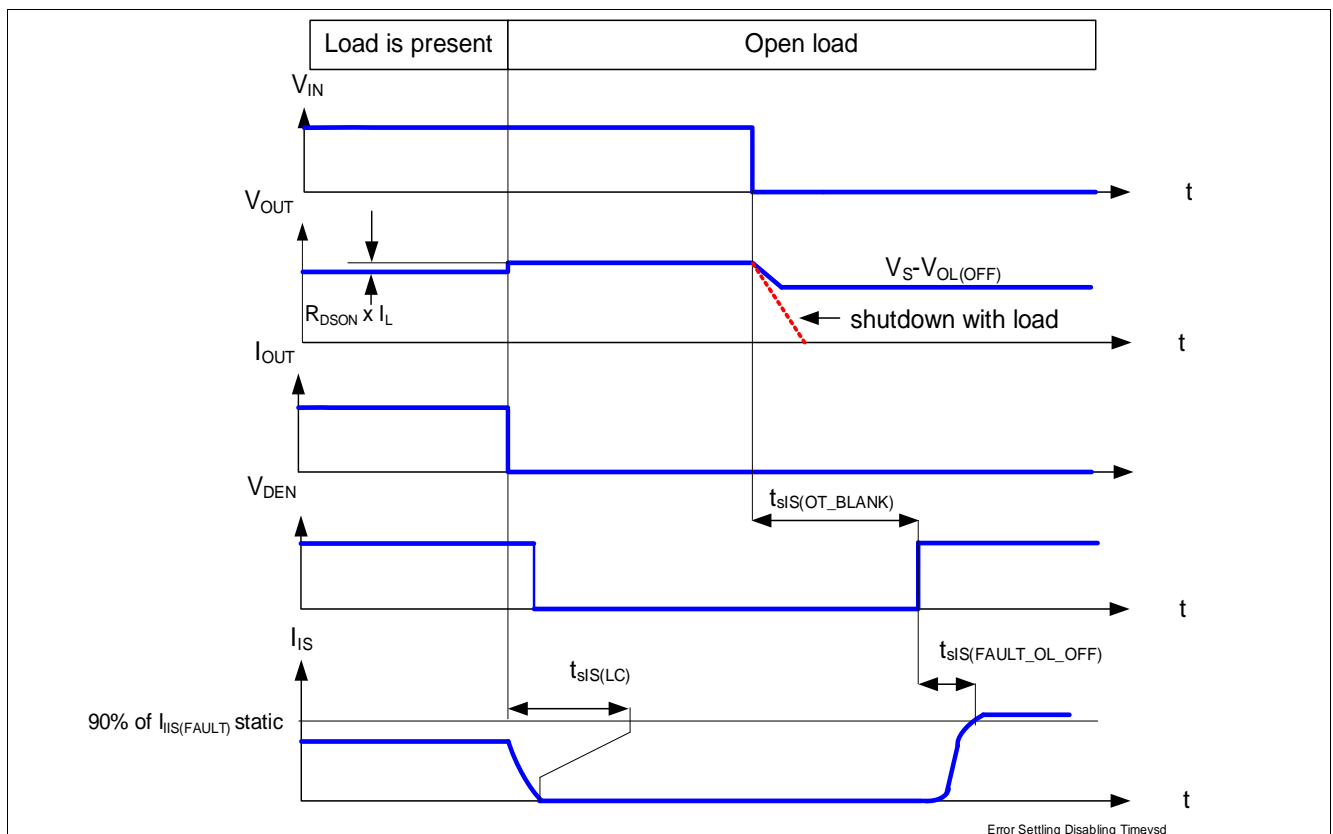 Load is present
Open load
VIN
t
VOUT
VS-VOL(OFF)
RDSON x IL
shutdown with load
t
IOUT
tsIS(OT_BLANK)
VDEN
t
IIS
tsIS(LC)
tsIS(FAULT_OL_OFF)
90% of IIIS(FAULT) static
t
Error Settling Disabling Timevsd